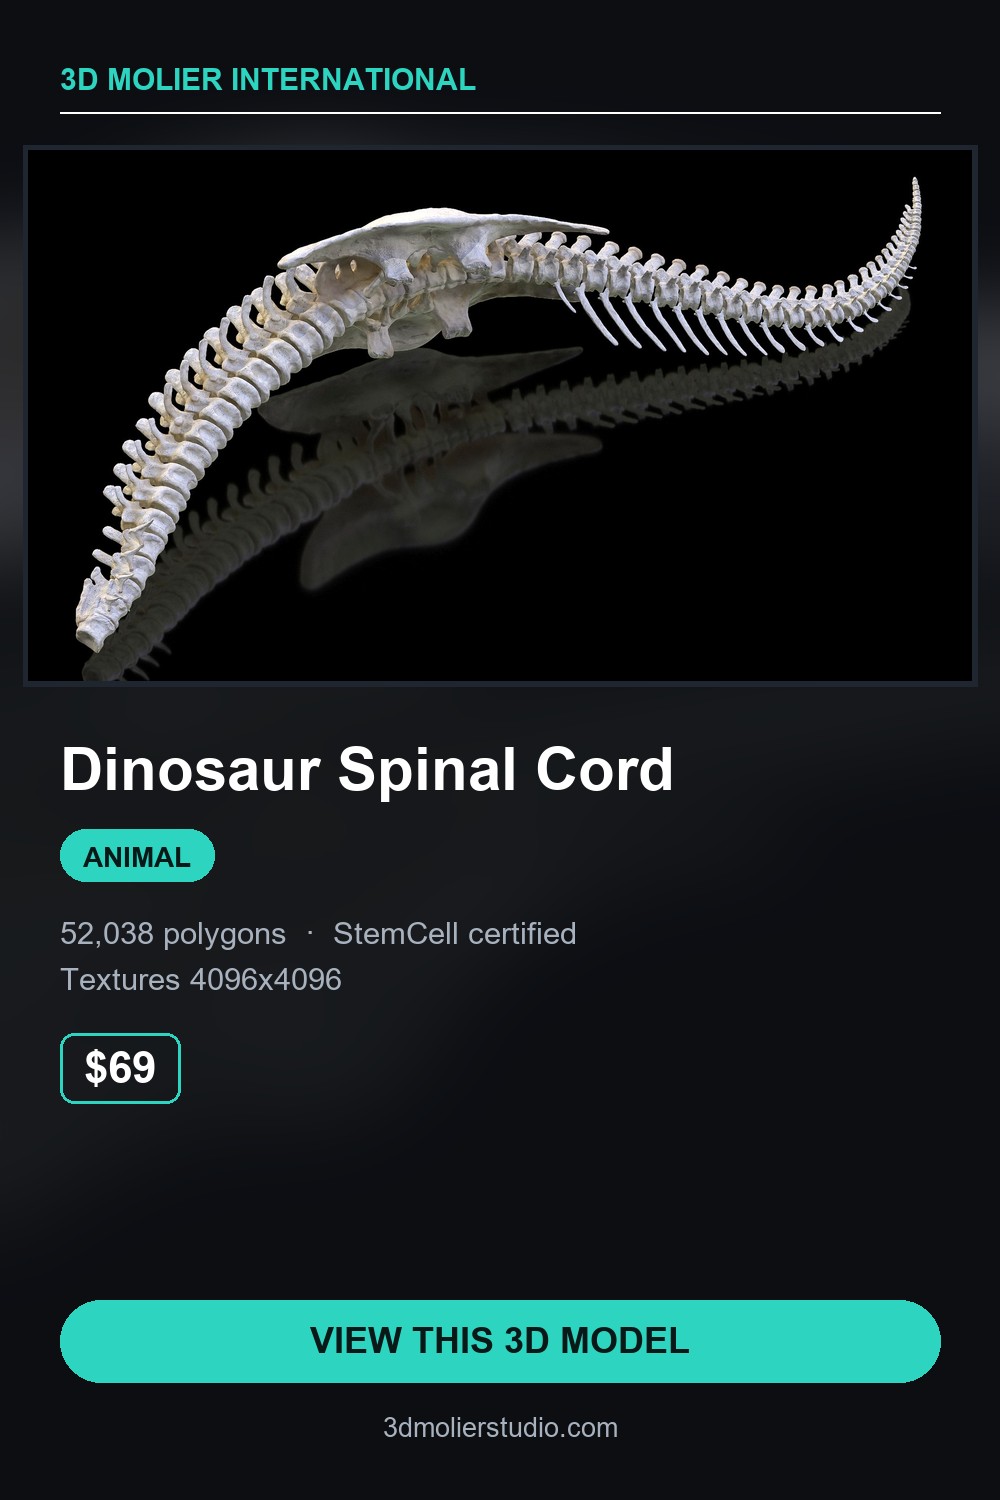 3D MOLIER INTERNATIONAL
Dinosaur Spinal Cord
ANIMAL
52,038 polygons · StemCell certified
Textures 4096x4096
$69
VIEW THIS 3D MODEL
3dmolierstudio.com